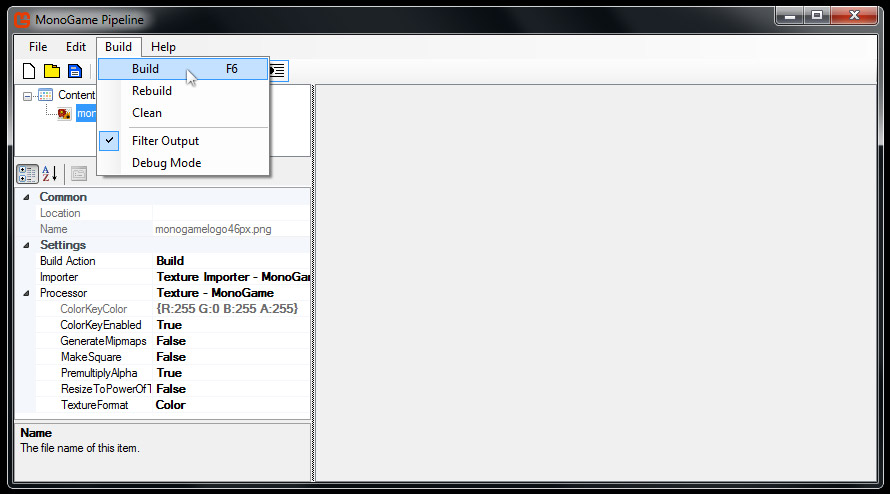 MonoGame Pipeline
File Edit Build Help
Build F6
Rebuild
Clean
Filter Output
Debug Mode
Content
mon
A
Z
Common
Location
Name monogamelogo46px.png
Settings
Build Action Build
Importer Texture Importer - MonoGam
Processor Texture - MonoGame
ColorKeyColor {R:255 G:0 B:255 A:255}
ColorKeyEnabled True
GenerateMipmaps False
MakeSquare False
PremultiplyAlpha True
ResizeToPowerOfT False
TextureFormat Color
Name
The file name of this item.